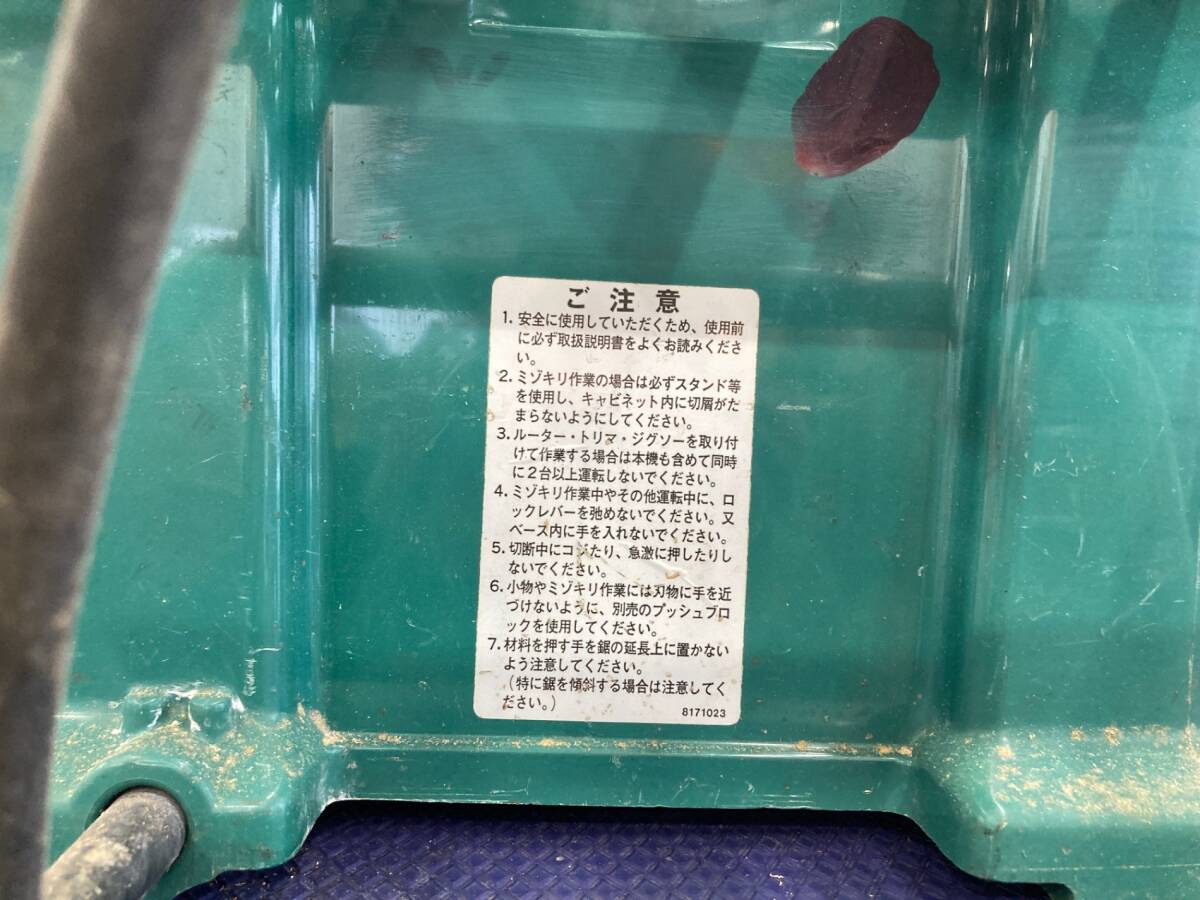 ご注意
1. 安全に使用していただくため、使用前
に必ず取扱説明書をよくお読みくださ
い。
2. ミゾキリ作業の場合は必ずスタンド等
を使用し、キャビネット内に切屑がた
まらないようにしてください。
3. ルーター・トリマ・ジグソーを取り付
けて作業する場合は本機も含めて同時
に2台以上運転しないでください。
4. ミゾキリ作業中やその他運転中に、ロ
ックレバーを弛めないでください。又
ベース内に手を入れないでください。
5. 切断中にコジたり、急激に押したりし
ないでください。
6. 小物やミゾキリ作業には刃物に手を近
づけないように、別売のプッシュブロ
ックを使用してください。
7. 材料を押す手を鋸の延長上に置かない
よう注意してください。
(特に鋸を傾斜する場合は注意してく
ださい。)
8171023